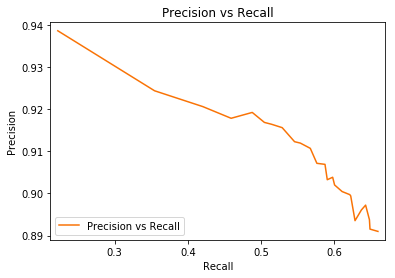 Precision vs Recall
0.94
0.93
0.92
0.91
0.90
0.89
Precision
Precision vs Recall
0.3
0.4
0.5
0.6
Recall